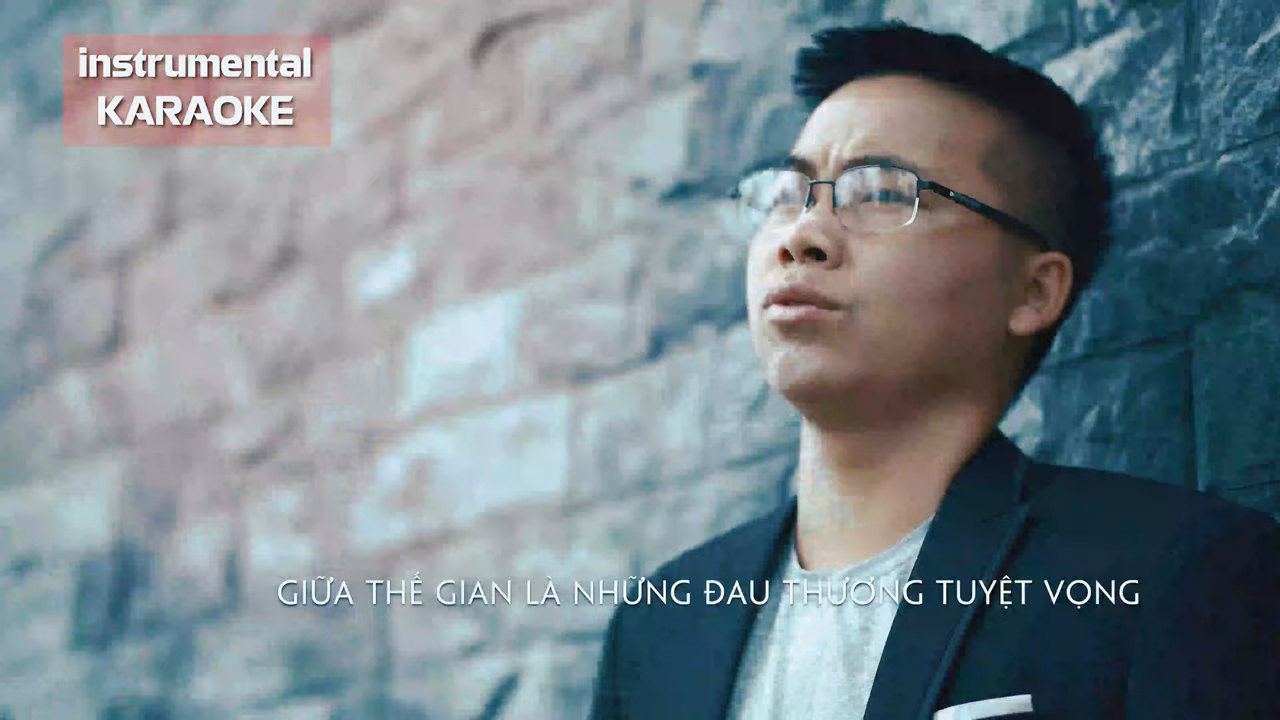 instrumental
KARAOKE
GIỮA THẾ GIAN LÀ NHỮNG ĐAU THƯƠNG TUYỆT VỌNG